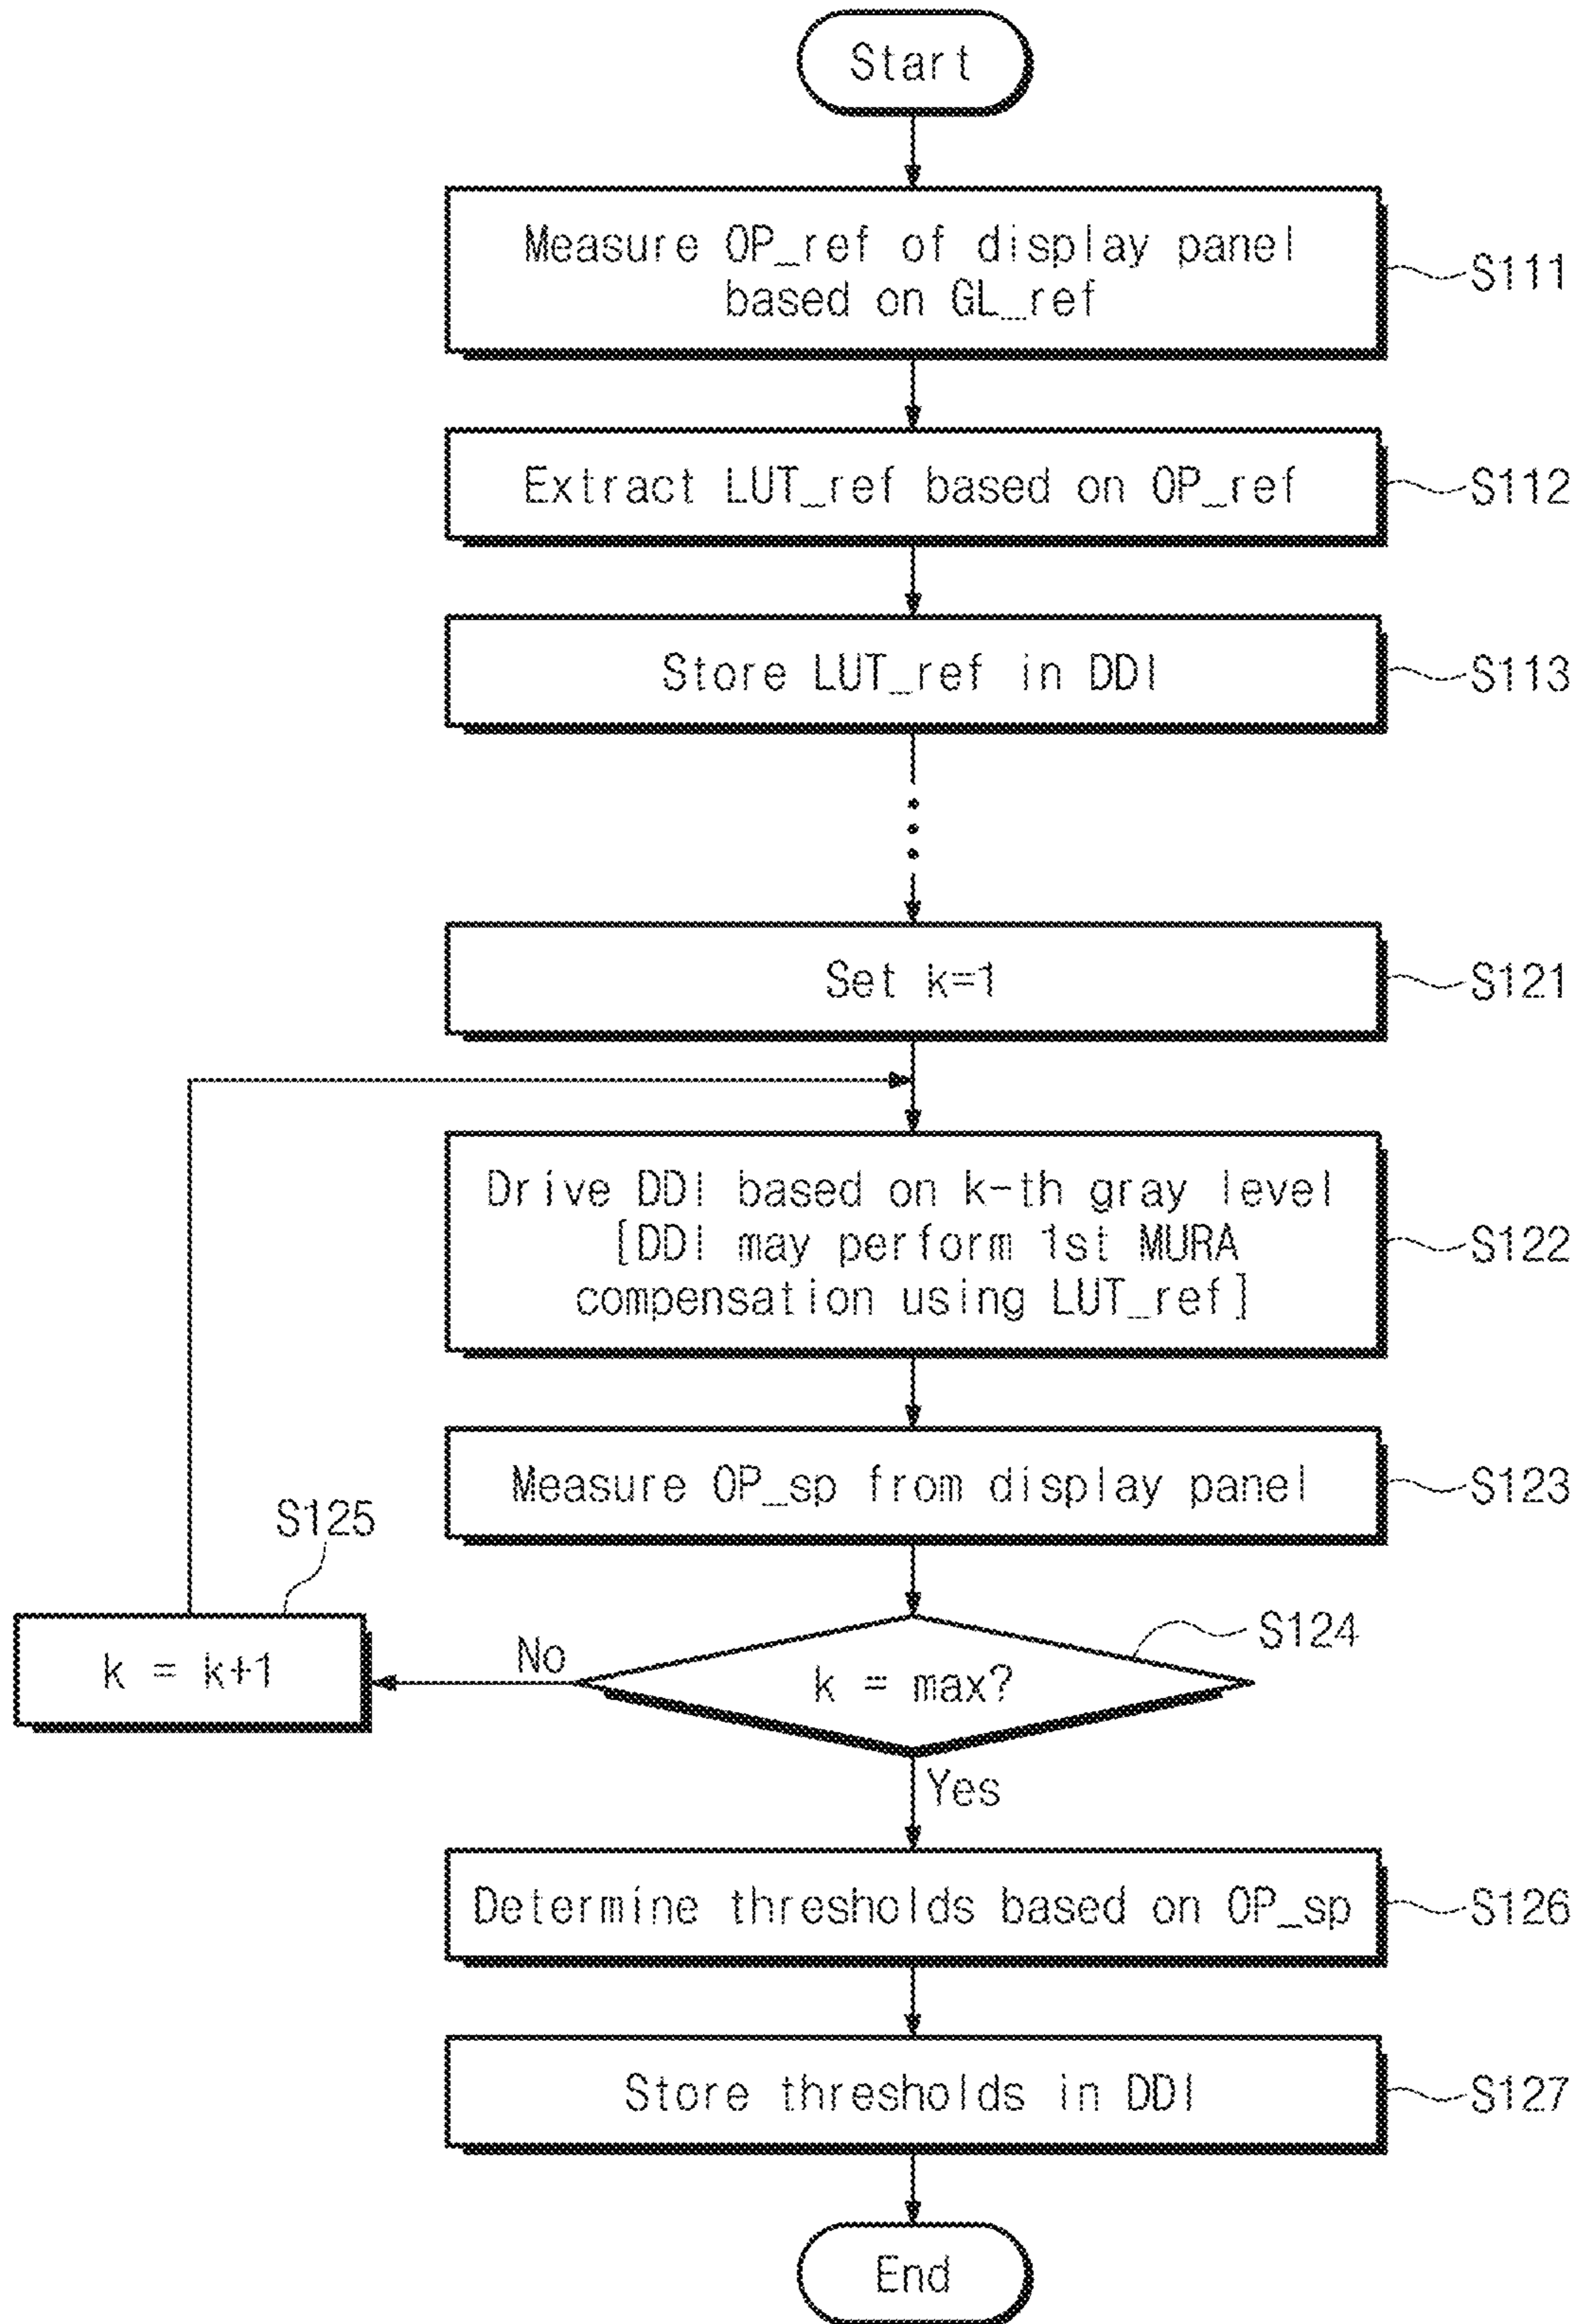 Start
Measure OP_ref of display panel
based on GL_ref
S111
Extract LUT_ref based on OP_ref
S112
Store LUT_ref in DDI
S113
Set k=1
S121
Drive DDI based on k-th gray level
[DDI may perform 1st MURA
compensation using LUT_ref]
S122
Measure OP_sp from display panel
S123
S125
k = k+1
No
k = max?
S124
Yes
Determine thresholds based on OP_sp
S126
Store thresholds in DDI
S127
End